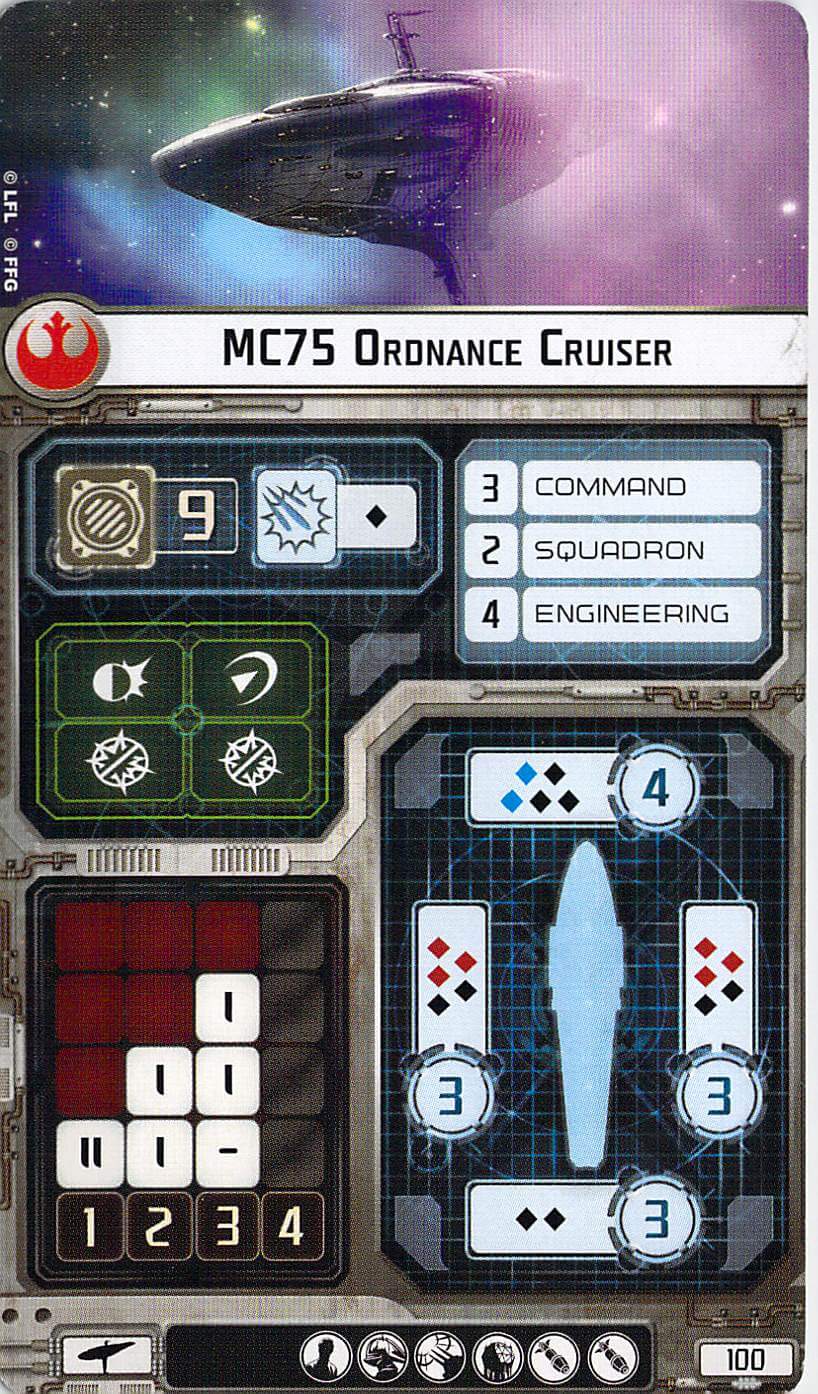 © LFL © FFG
MC75 Ordnance Cruiser
9
3 COMMAND
2 SQUADRON
4 ENGINEERING
4
3 3
3
I
I I
II I –
1 2 3 4
100